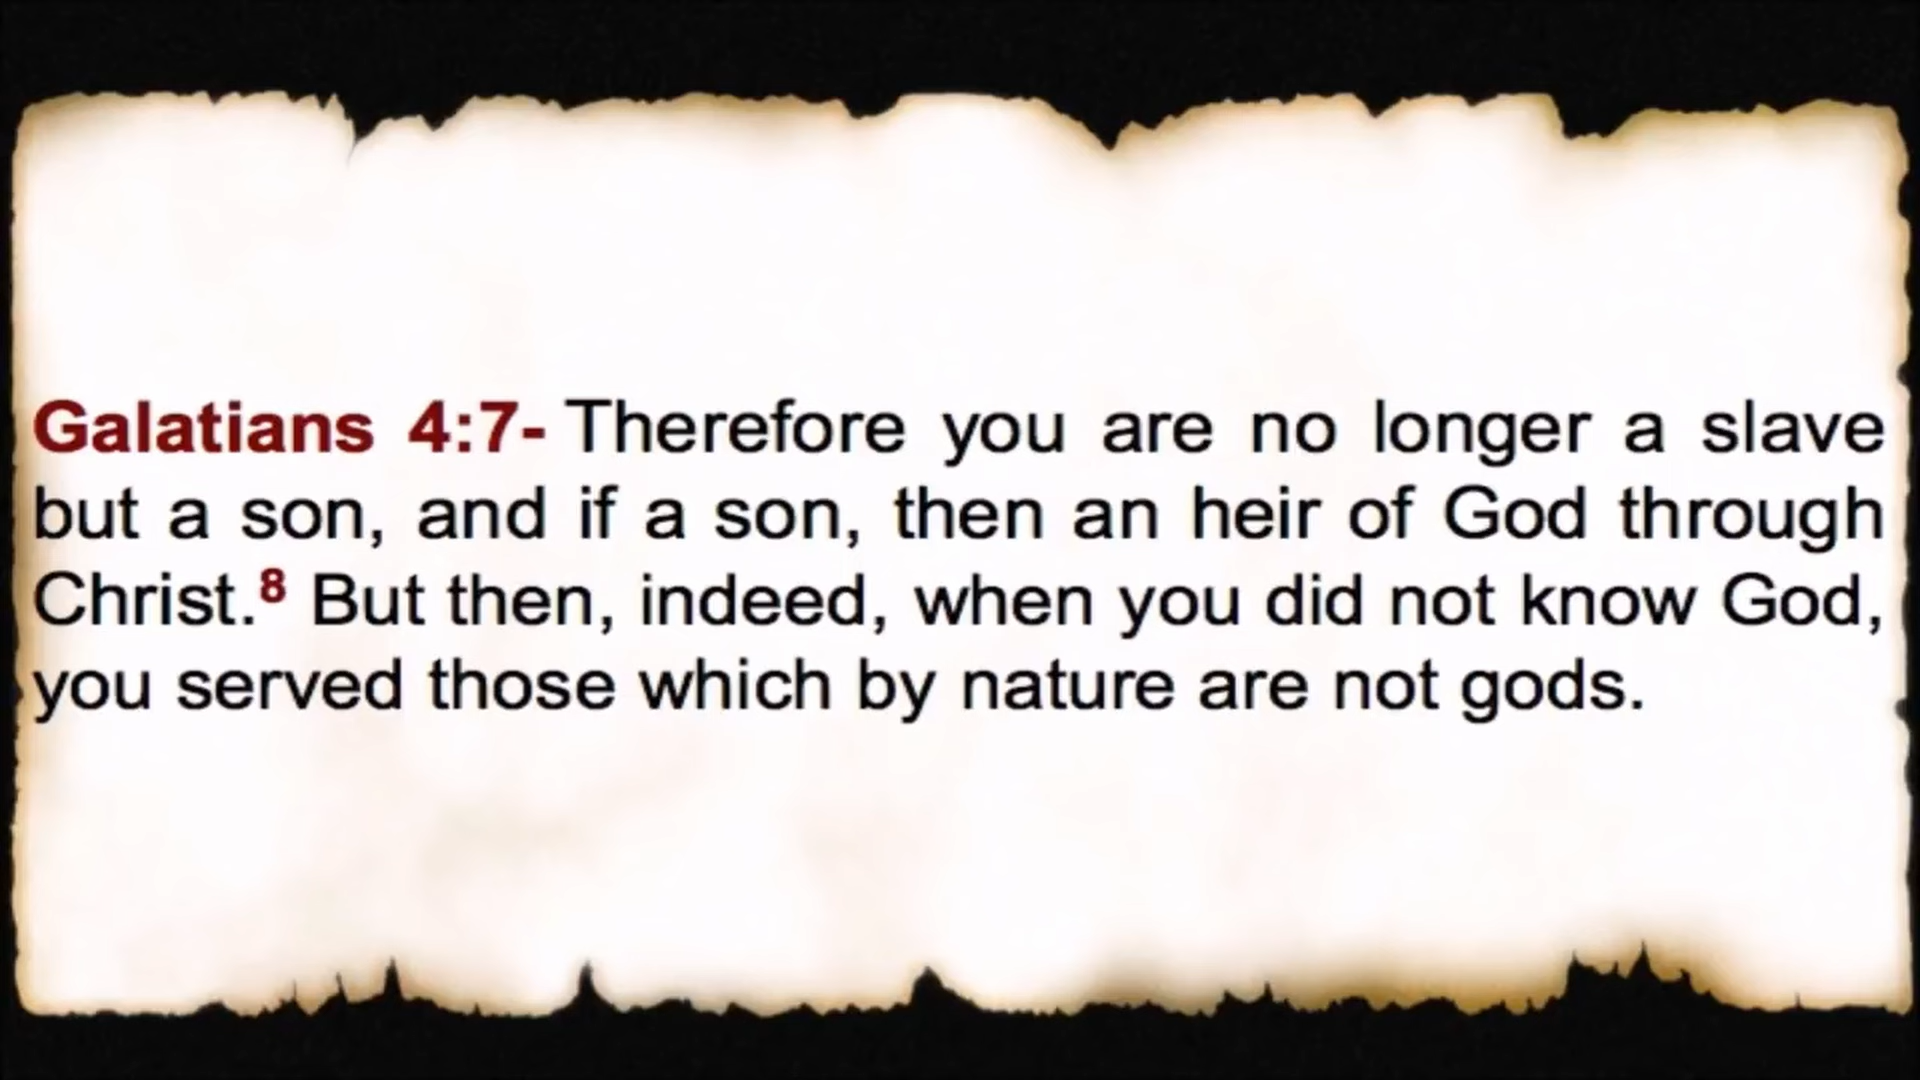 Galatians 4:7- Therefore you are no longer a slave
but a son, and if a son, then an heir of God through
Christ.⁸ But then, indeed, when you did not know God,
you served those which by nature are not gods.